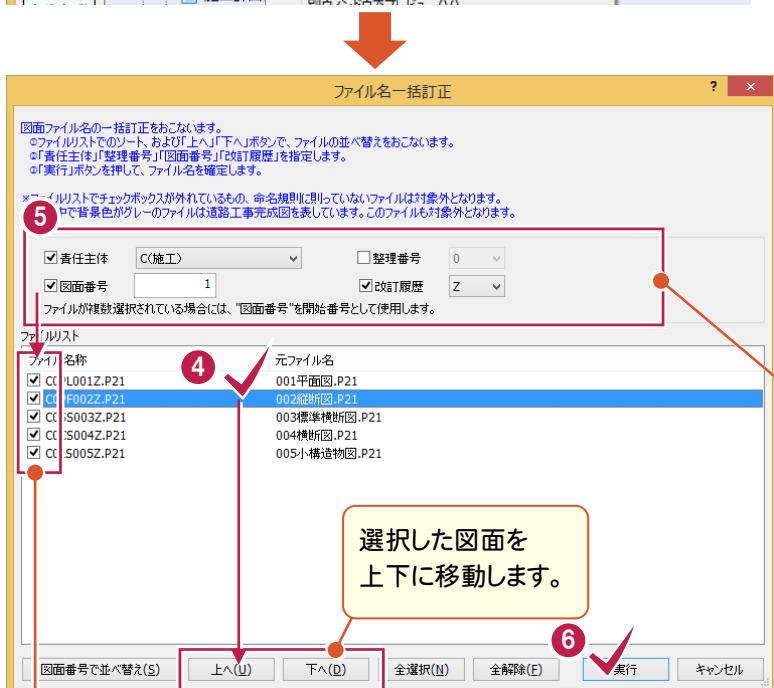 ファイル名一括訂正
? ×
図面ファイル名の一括訂正をおこないます。
①ファイルリストでのソート、および「上へ」「下へ」ボタンで、ファイルの並べ替えをおこないます。
②「責任主体」「整理番号」「図面番号」「改訂履歴」を指定します。
③「実行」ボタンを押して、ファイル名を確定します。
イルリストでチェックボックスが外れているもの、命名規則に則っていないファイルは対象外となります。
中で背景色がグレーのファイルは道路工事完成図を表しています。このファイルも対象外となります。
5
責任主体 C(施工) 整理番号 0
図面番号 1 改訂履歴 Z
ファイルが複数選択されている場合には、"図面番号"を開始番号として使用します。
ファイルリスト
ファイル名称 元ファイル名
4
L001Z.P21 001平面図.P21
F002Z.P21 002縦断図.P21
S003Z.P21 003標準横断図.P21
S004Z.P21 004横断図.P21
S005Z.P21 005小構造物図.P21
選択した図面を
上下に移動します。
6
図面番号で並べ替え(S) 上へ(U) 下へ(D) 全選択(N) 全解除(F) 実行 キャンセル